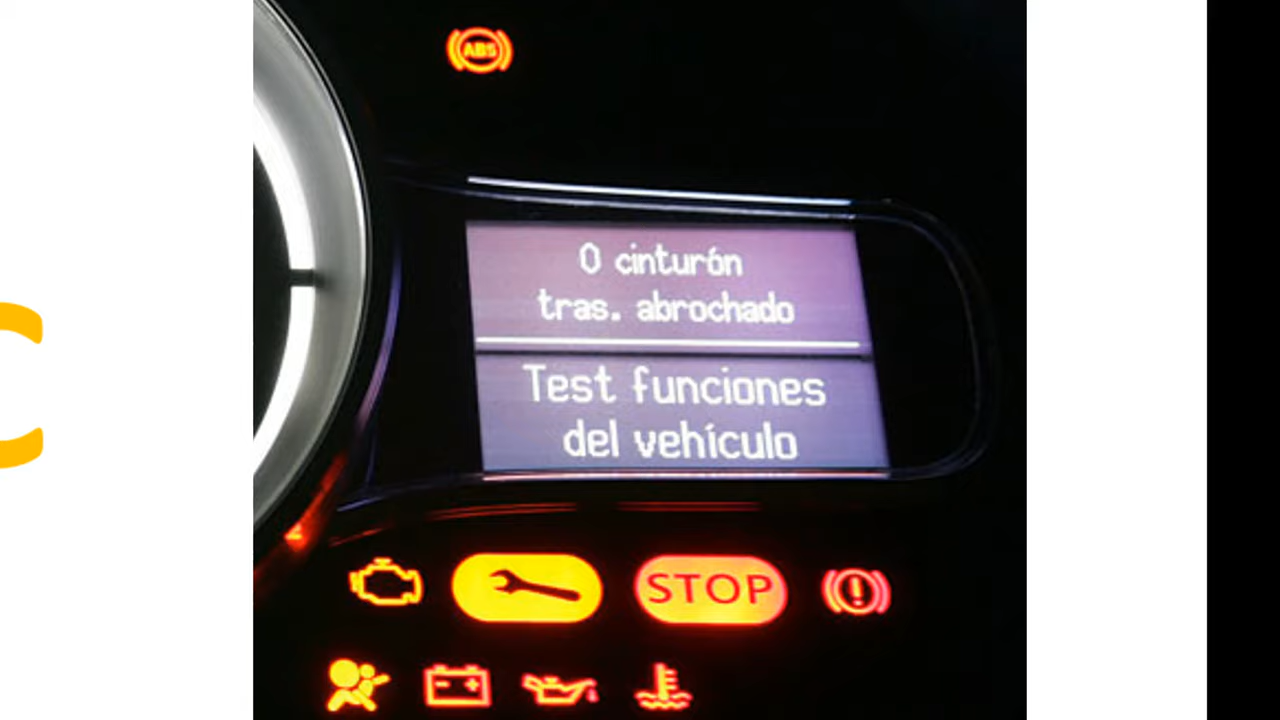 ABS
0 cinturón
tras. abrochado
Test funciones
del vehículo
STOP